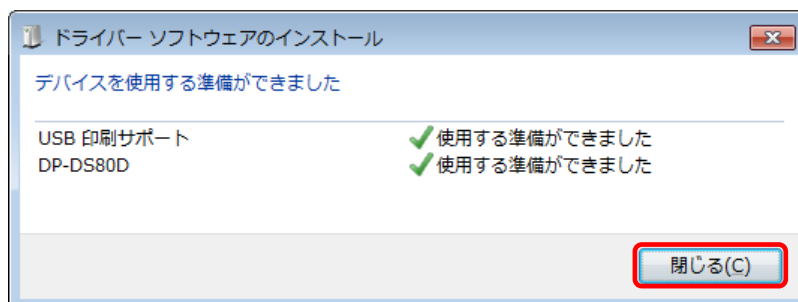 ドライバー ソフトウェアのインストール
デバイスを使用する準備ができました
USB 印刷サポート 使用する準備ができました
DP-DS80D 使用する準備ができました
閉じる(C)